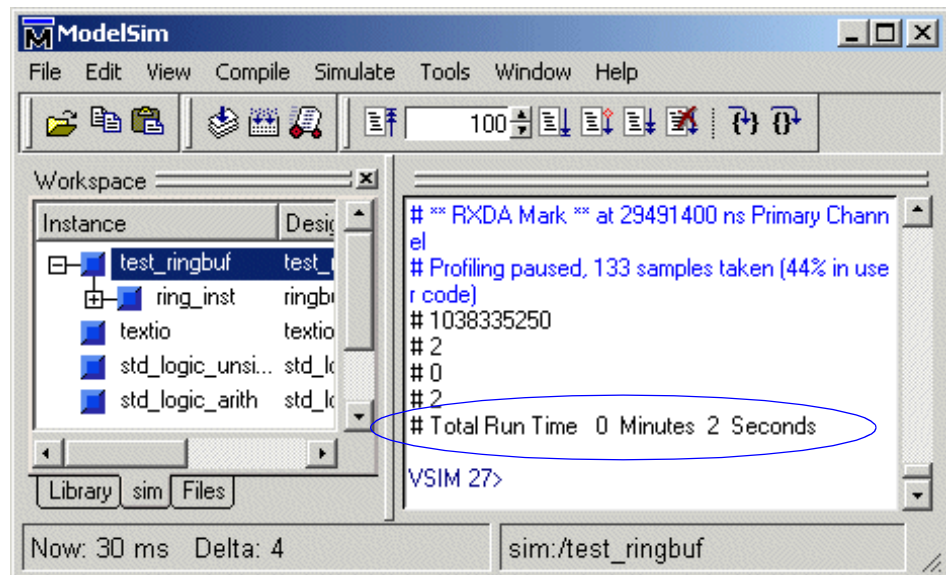 ModelSim
File Edit View Compile Simulate Tools Window Help
100
Workspace
Instance Desig
test_ringbuf test_
ring_inst ringb
textio textio
std_logic_unsi... std_lo
std_logic_arith std_lo
Library sim Files
# ** RXDA Mark ** at 29491400 ns Primary Chann
el
# Profiling paused, 133 samples taken (44% in use
r code)
# 1038335250
# 2
# 0
# 2
# Total Run Time 0 Minutes 2 Seconds
VSIM 27>
Now: 30 ms Delta: 4
sim:/test_ringbuf